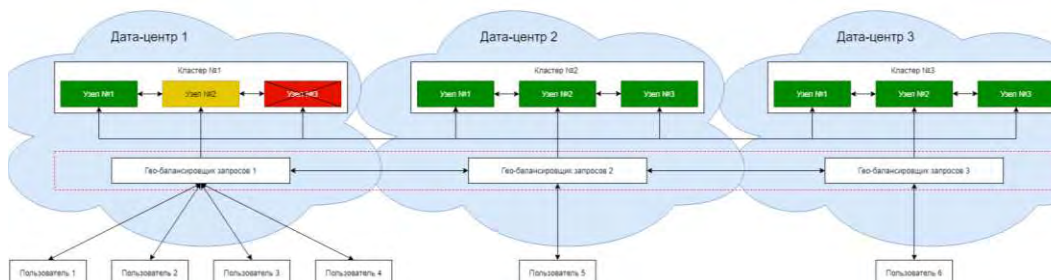 Дата-центр 1
Дата-центр 2
Дата-центр 3
Кластер №1
Кластер №2
Кластер №3
Узел №1
Узел №2
Узел №3
Узел №1
Узел №2
Узел №3
Узел №1
Узел №2
Узел №3
Гео-балансировщик запросов 1
Гео-балансировщик запросов 2
Гео-балансировщик запросов 3
Пользователь 1
Пользователь 2
Пользователь 3
Пользователь 4
Пользователь 5
Пользователь 6